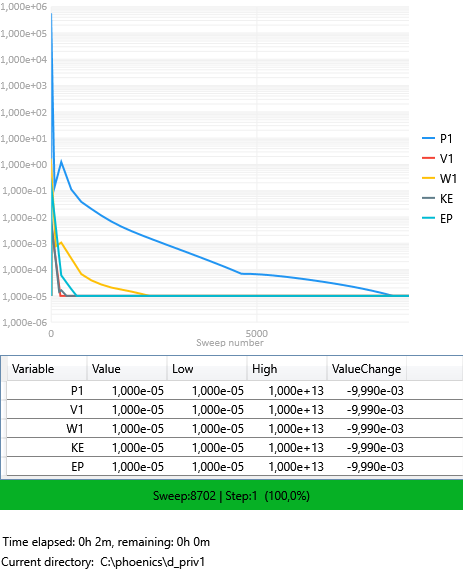 1,000e+06
1,000e+05
1,000e+04
1,000e+03
1,000e+02
1,000e+01
1,000e+00
1,000e-01
1,000e-02
1,000e-03
1,000e-04
1,000e-05
1,000e-06
0
5000
Sweep number
P1
V1
W1
KE
EP
Variable Value Low High ValueChange
P1 1,000e-05 1,000e-05 1,000e+13 -9,990e-03
V1 1,000e-05 1,000e-05 1,000e+13 -9,990e-03
W1 1,000e-05 1,000e-05 1,000e+13 -9,990e-03
KE 1,000e-05 1,000e-05 1,000e+13 -9,990e-03
EP 1,000e-05 1,000e-05 1,000e+13 -9,990e-03
Sweep:8702 | Step:1 (100,0%)
Time elapsed: 0h 2m, remaining: 0h 0m
Current directory: C:\phoenics\d_priv1